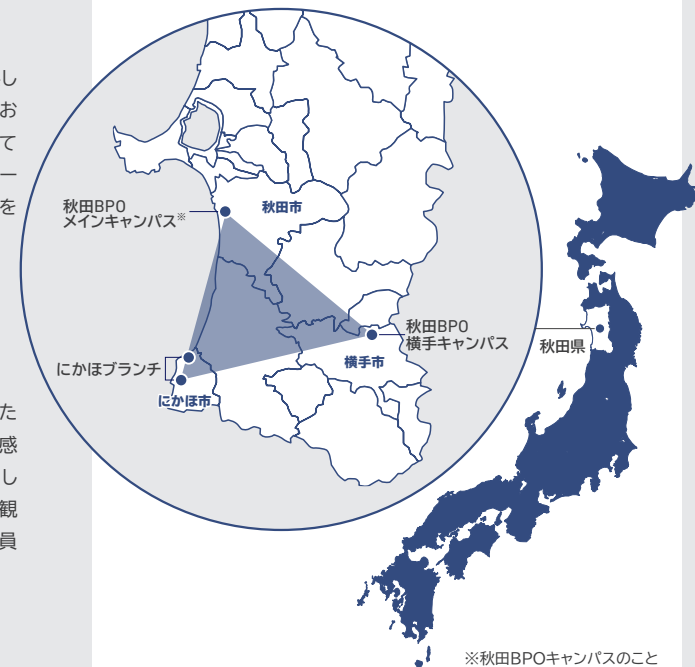 し
お
て
ー
を
秋田BPO
メインキャンパス※
秋田市
秋田BPO
横手キャンパス
横手市
にかほブランチ
にかほ市
秋田県
た
感
し
観
員
※秋田BPOキャンパスのこと